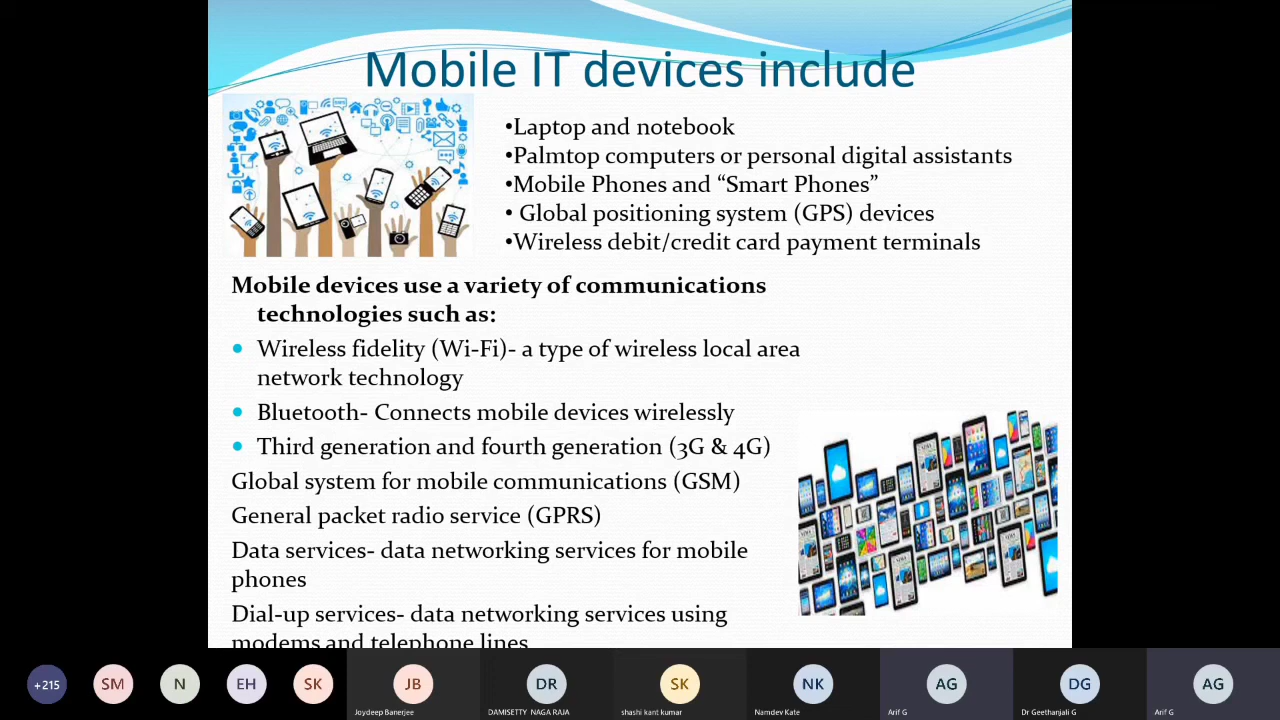 Mobile IT devices include
•Laptop and notebook
•Palmtop computers or personal digital assistants
•Mobile Phones and “Smart Phones”
• Global positioning system (GPS) devices
•Wireless debit/credit card payment terminals
Mobile devices use a variety of communications
technologies such as:
• Wireless fidelity (Wi-Fi)- a type of wireless local area
network technology
• Bluetooth- Connects mobile devices wirelessly
• Third generation and fourth generation (3G & 4G)
Global system for mobile communications (GSM)
General packet radio service (GPRS)
Data services- data networking services for mobile
phones
Dial-up services- data networking services using
modems and telephone lines
+215 SM N EH SK JB DR SK NK AG DG AG
Joydeep Banerjee DAMISETTY NAGA RAJA shashi kant kumar Namdev Kate Arif G Dr Geethanjali G Arif G